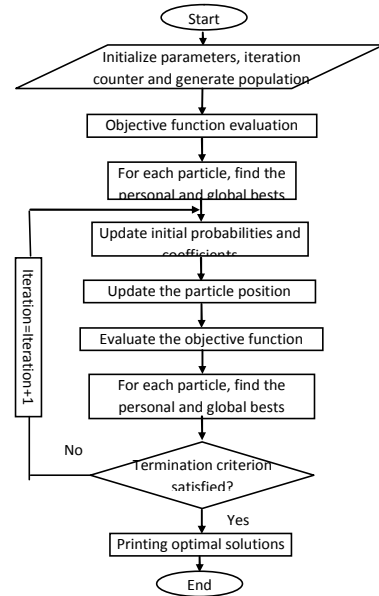 Start
Initialize parameters, iteration
counter and generate population
Objective function evaluation
For each particle, find the
personal and global bests
Update initial probabilities and
coefficients
Update the particle position
Evaluate the objective function
For each particle, find the
personal and global bests
Iteration=Iteration+1
No
Termination criterion
satisfied?
Yes
Printing optimal solutions
End